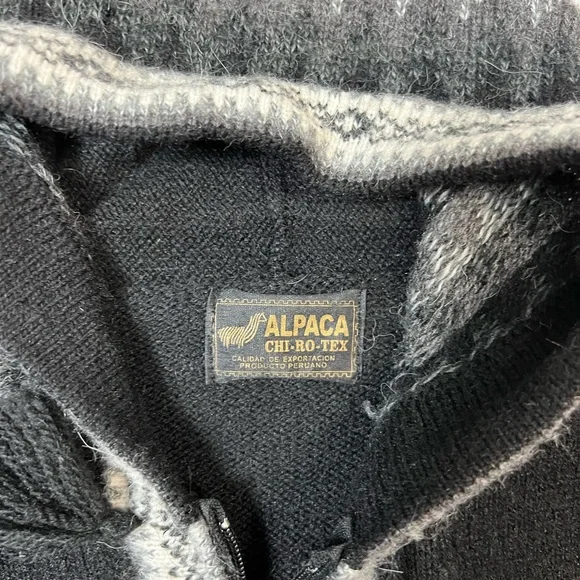 ALPACA
CHI-RO-TEX
CALIDAD DE EXPORTACION
PRODUCTO PERUANO